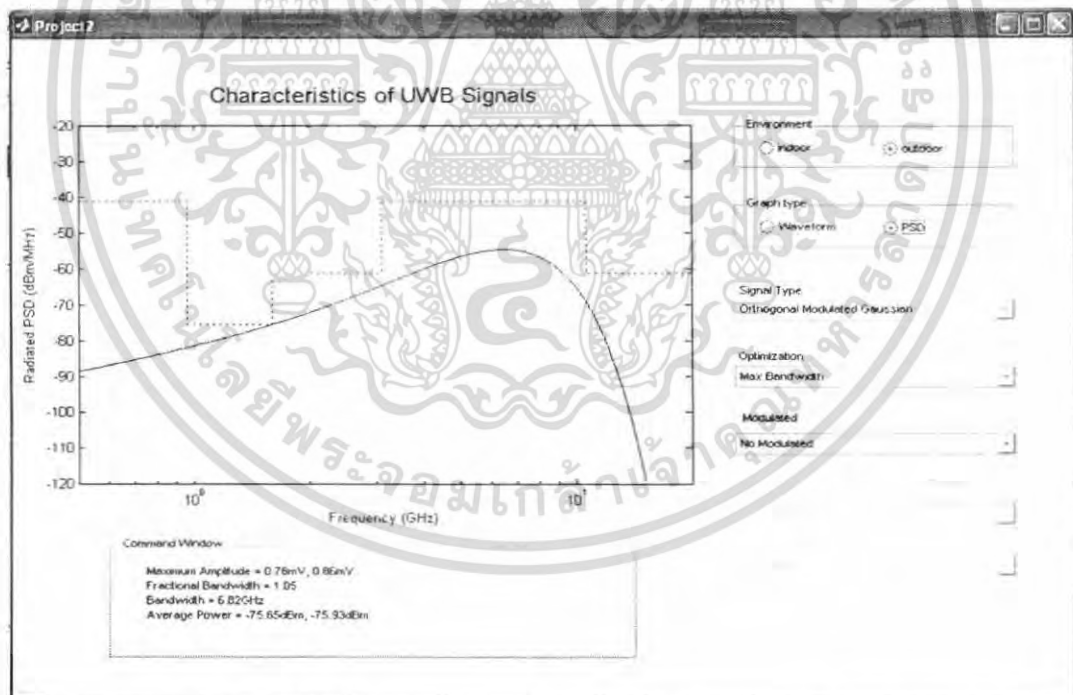 Project2
Characteristics of UWB Signals
-20
-30
-40
-50
-60
-70
-80
-90
-100
-110
-120
Radiated PSD (dBm/MHz)
10⁰
10¹
Frequency (GHz)
Environment
indoor
outdoor
Graph type
Waveform
PSD
Signal Type
Orthogonal Modulated Gaussian
Optimization
Max Bandwidth
Modulated
No Modulated
Command Window
Maximum Amplitude = 0.78mV, 0.86mV
Fractional Bandwidth = 1.05
Bandwidth = 6.82GHz
Average Power = -75.65dBm, -75.93dBm